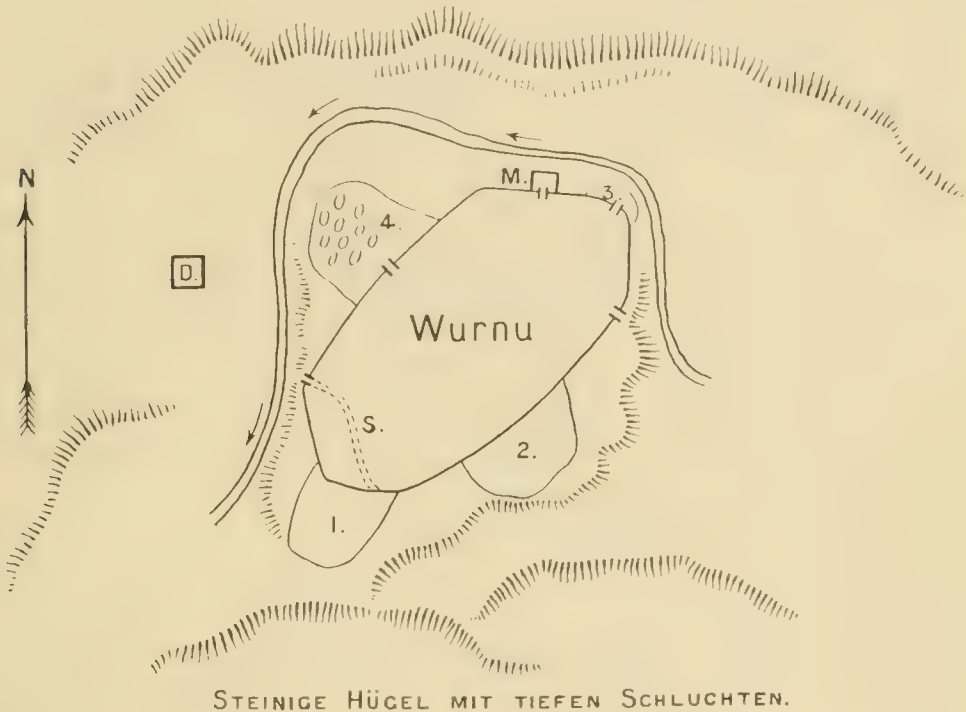 N
M.
3.
4.
D.
Wurnu
S.
2.
1.
STEINIGE HÜGEL MIT TIEFEN SCHLUCHTEN.